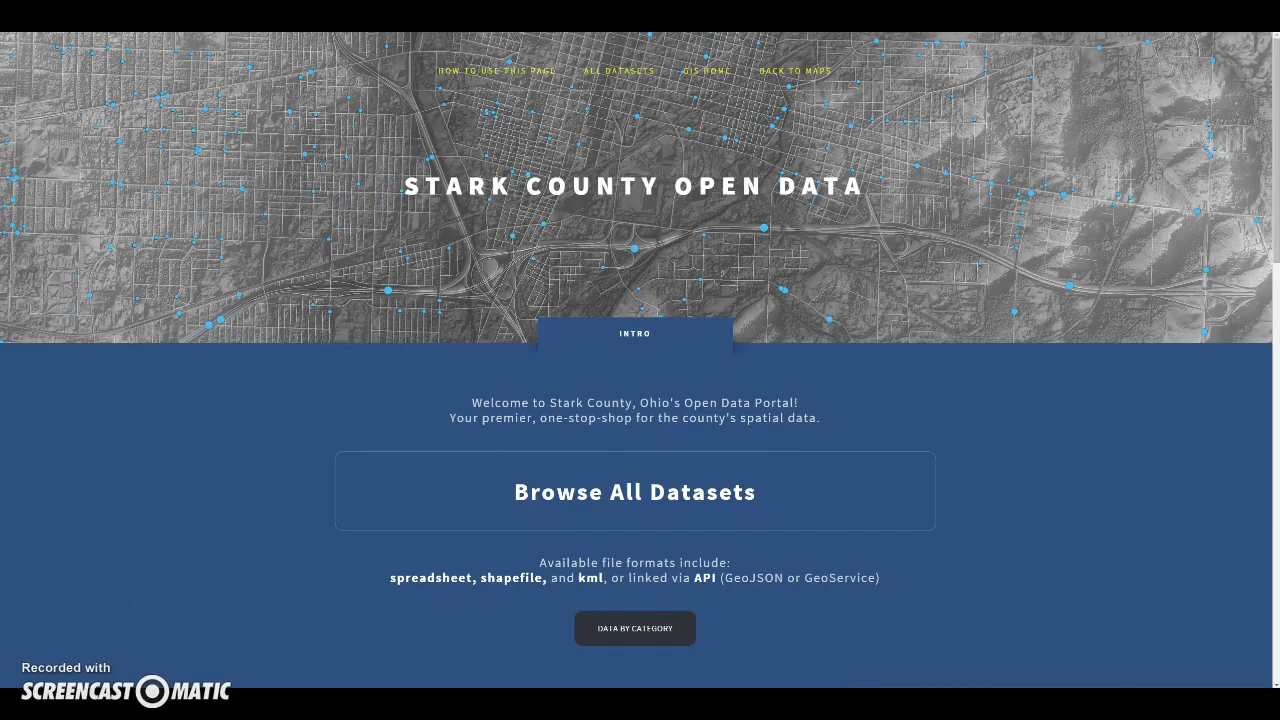 HOW TO USE THIS PAGE ALL DATASETS GIS HOME BACK TO MAPS
STARK COUNTY OPEN DATA
INTRO
Welcome to Stark County, Ohio's Open Data Portal!
Your premier, one-stop-shop for the county's spatial data.
Browse All Datasets
Available file formats include:
spreadsheet, shapefile, and kml, or linked via API (GeoJSON or GeoService)
DATA BY CATEGORY
Recorded with
SCREENCAST-O-MATIC